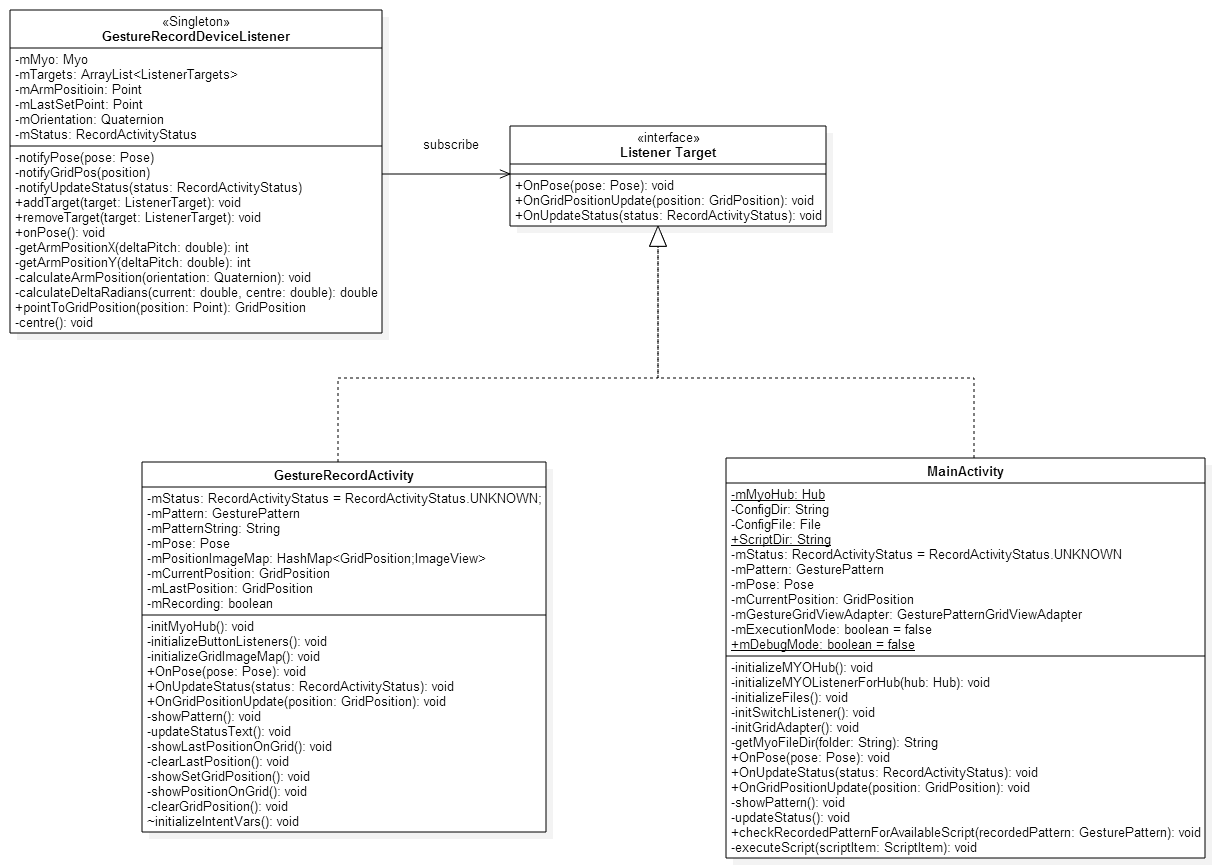 «Singleton»
GestureRecordDeviceListener
-mMyo: Myo
-mTargets: ArrayList<ListenerTargets>
-mArmPositioin: Point
-mLastSetPoint: Point
-mOrientation: Quaternion
-mStatus: RecordActivityStatus
-notifyPose(pose: Pose)
-notifyGridPos(position)
-notifyUpdateStatus(status: RecordActivityStatus)
+addTarget(target: ListenerTarget): void
+removeTarget(target: ListenerTarget): void
+onPose(): void
-getArmPositionX(deltaPitch: double): int
-getArmPositionY(deltaPitch: double): int
-calculateArmPosition(orientation: Quaternion): void
-calculateDeltaRadians(current: double, centre: double): double
+pointToGridPosition(position: Point): GridPosition
-centre(): void
subscribe
«interface»
Listener Target
+OnPose(pose: Pose): void
+OnGridPositionUpdate(position: GridPosition): void
+OnUpdateStatus(status: RecordActivityStatus): void
GestureRecordActivity
-mStatus: RecordActivityStatus = RecordActivityStatus.UNKNOWN;
-mPattern: GesturePattern
-mPatternString: String
-mPose: Pose
-mPositionImageMap: HashMap<GridPosition;ImageView>
-mCurrentPosition: GridPosition
-mLastPosition: GridPosition
-mRecording: boolean
-initMyoHub(): void
-initializeButtonListeners(): void
-initializeGridImageMap(): void
+OnPose(pose: Pose): void
+OnUpdateStatus(status: RecordActivityStatus): void
+OnGridPositionUpdate(position: GridPosition): void
-showPattern(): void
-updateStatusText(): void
-showLastPositionOnGrid(): void
-clearLastPosition(): void
-showSetGridPosition(): void
-showPositionOnGrid(): void
-clearGridPosition(): void
~initializeIntentVars(): void
MainActivity
-mMyoHub: Hub
-ConfigDir: String
-ConfigFile: File
+ScriptDir: String
-mStatus: RecordActivityStatus = RecordActivityStatus.UNKNOWN
-mPattern: GesturePattern
-mPose: Pose
-mCurrentPosition: GridPosition
-mGestureGridViewAdapter: GesturePatternGridViewAdapter
-mExecutionMode: boolean = false
+mDebugMode: boolean = false
-initializeMYOHub(): void
-initializeMYOListenerForHub(hub: Hub): void
-initializeFiles(): void
-initSwitchListener(): void
-initGridAdapter(): void
-getMyoFileDir(folder: String): String
+OnPose(pose: Pose): void
+OnUpdateStatus(status: RecordActivityStatus): void
+OnGridPositionUpdate(position: GridPosition): void
-showPattern(): void
-updateStatus(): void
+checkRecordedPatternForAvailableScript(recordedPattern: GesturePattern): void
-executeScript(scriptItem: ScriptItem): void